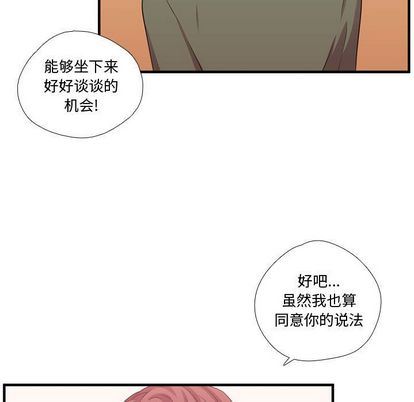 能够坐下来
好好谈谈的
机会!
好吧...
虽然我也算
同意你的说法